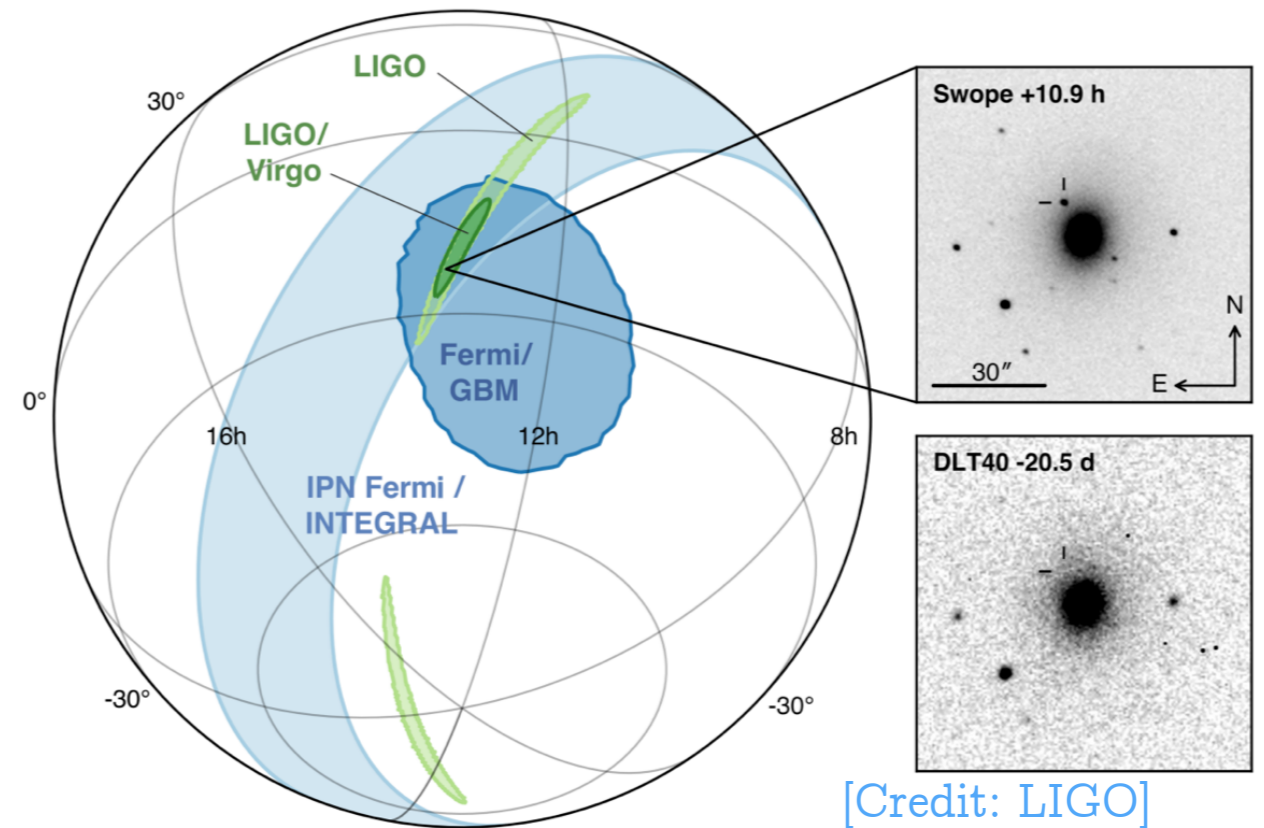 LIGO
30°
LIGO/
Virgo
0°
16h
12h
8h
Fermi/
GBM
IPN Fermi /
INTEGRAL
-30°
-30°
Swope +10.9 h
N
30″
E
DLT40 -20.5 d
[Credit: LIGO]